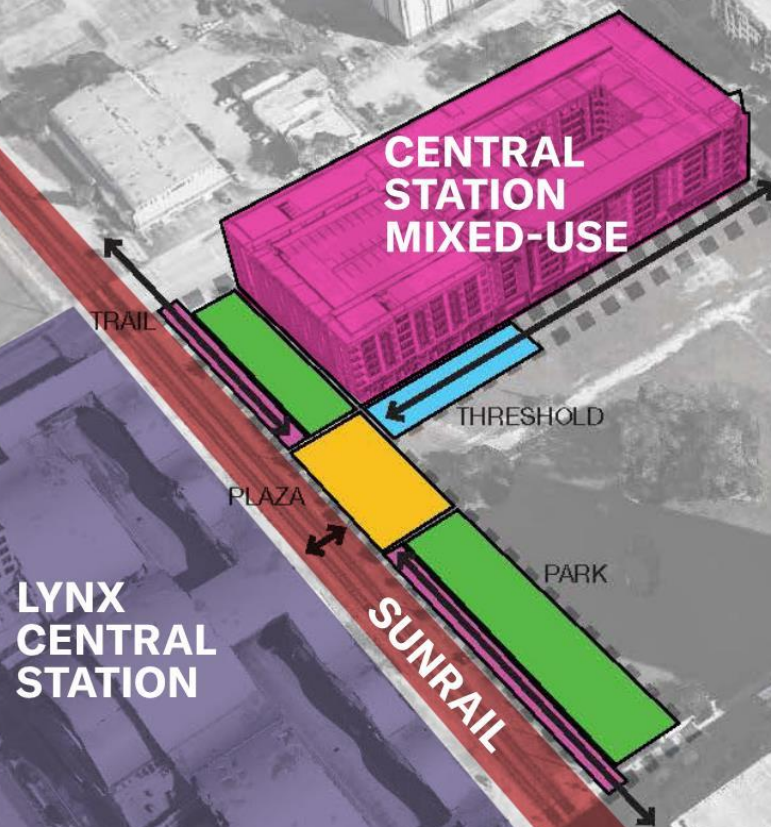 CENTRAL
STATION
MIXED-USE
TRAIL
THRESHOLD
PLAZA
PARK
LYNX
CENTRAL
STATION
SUNRAIL